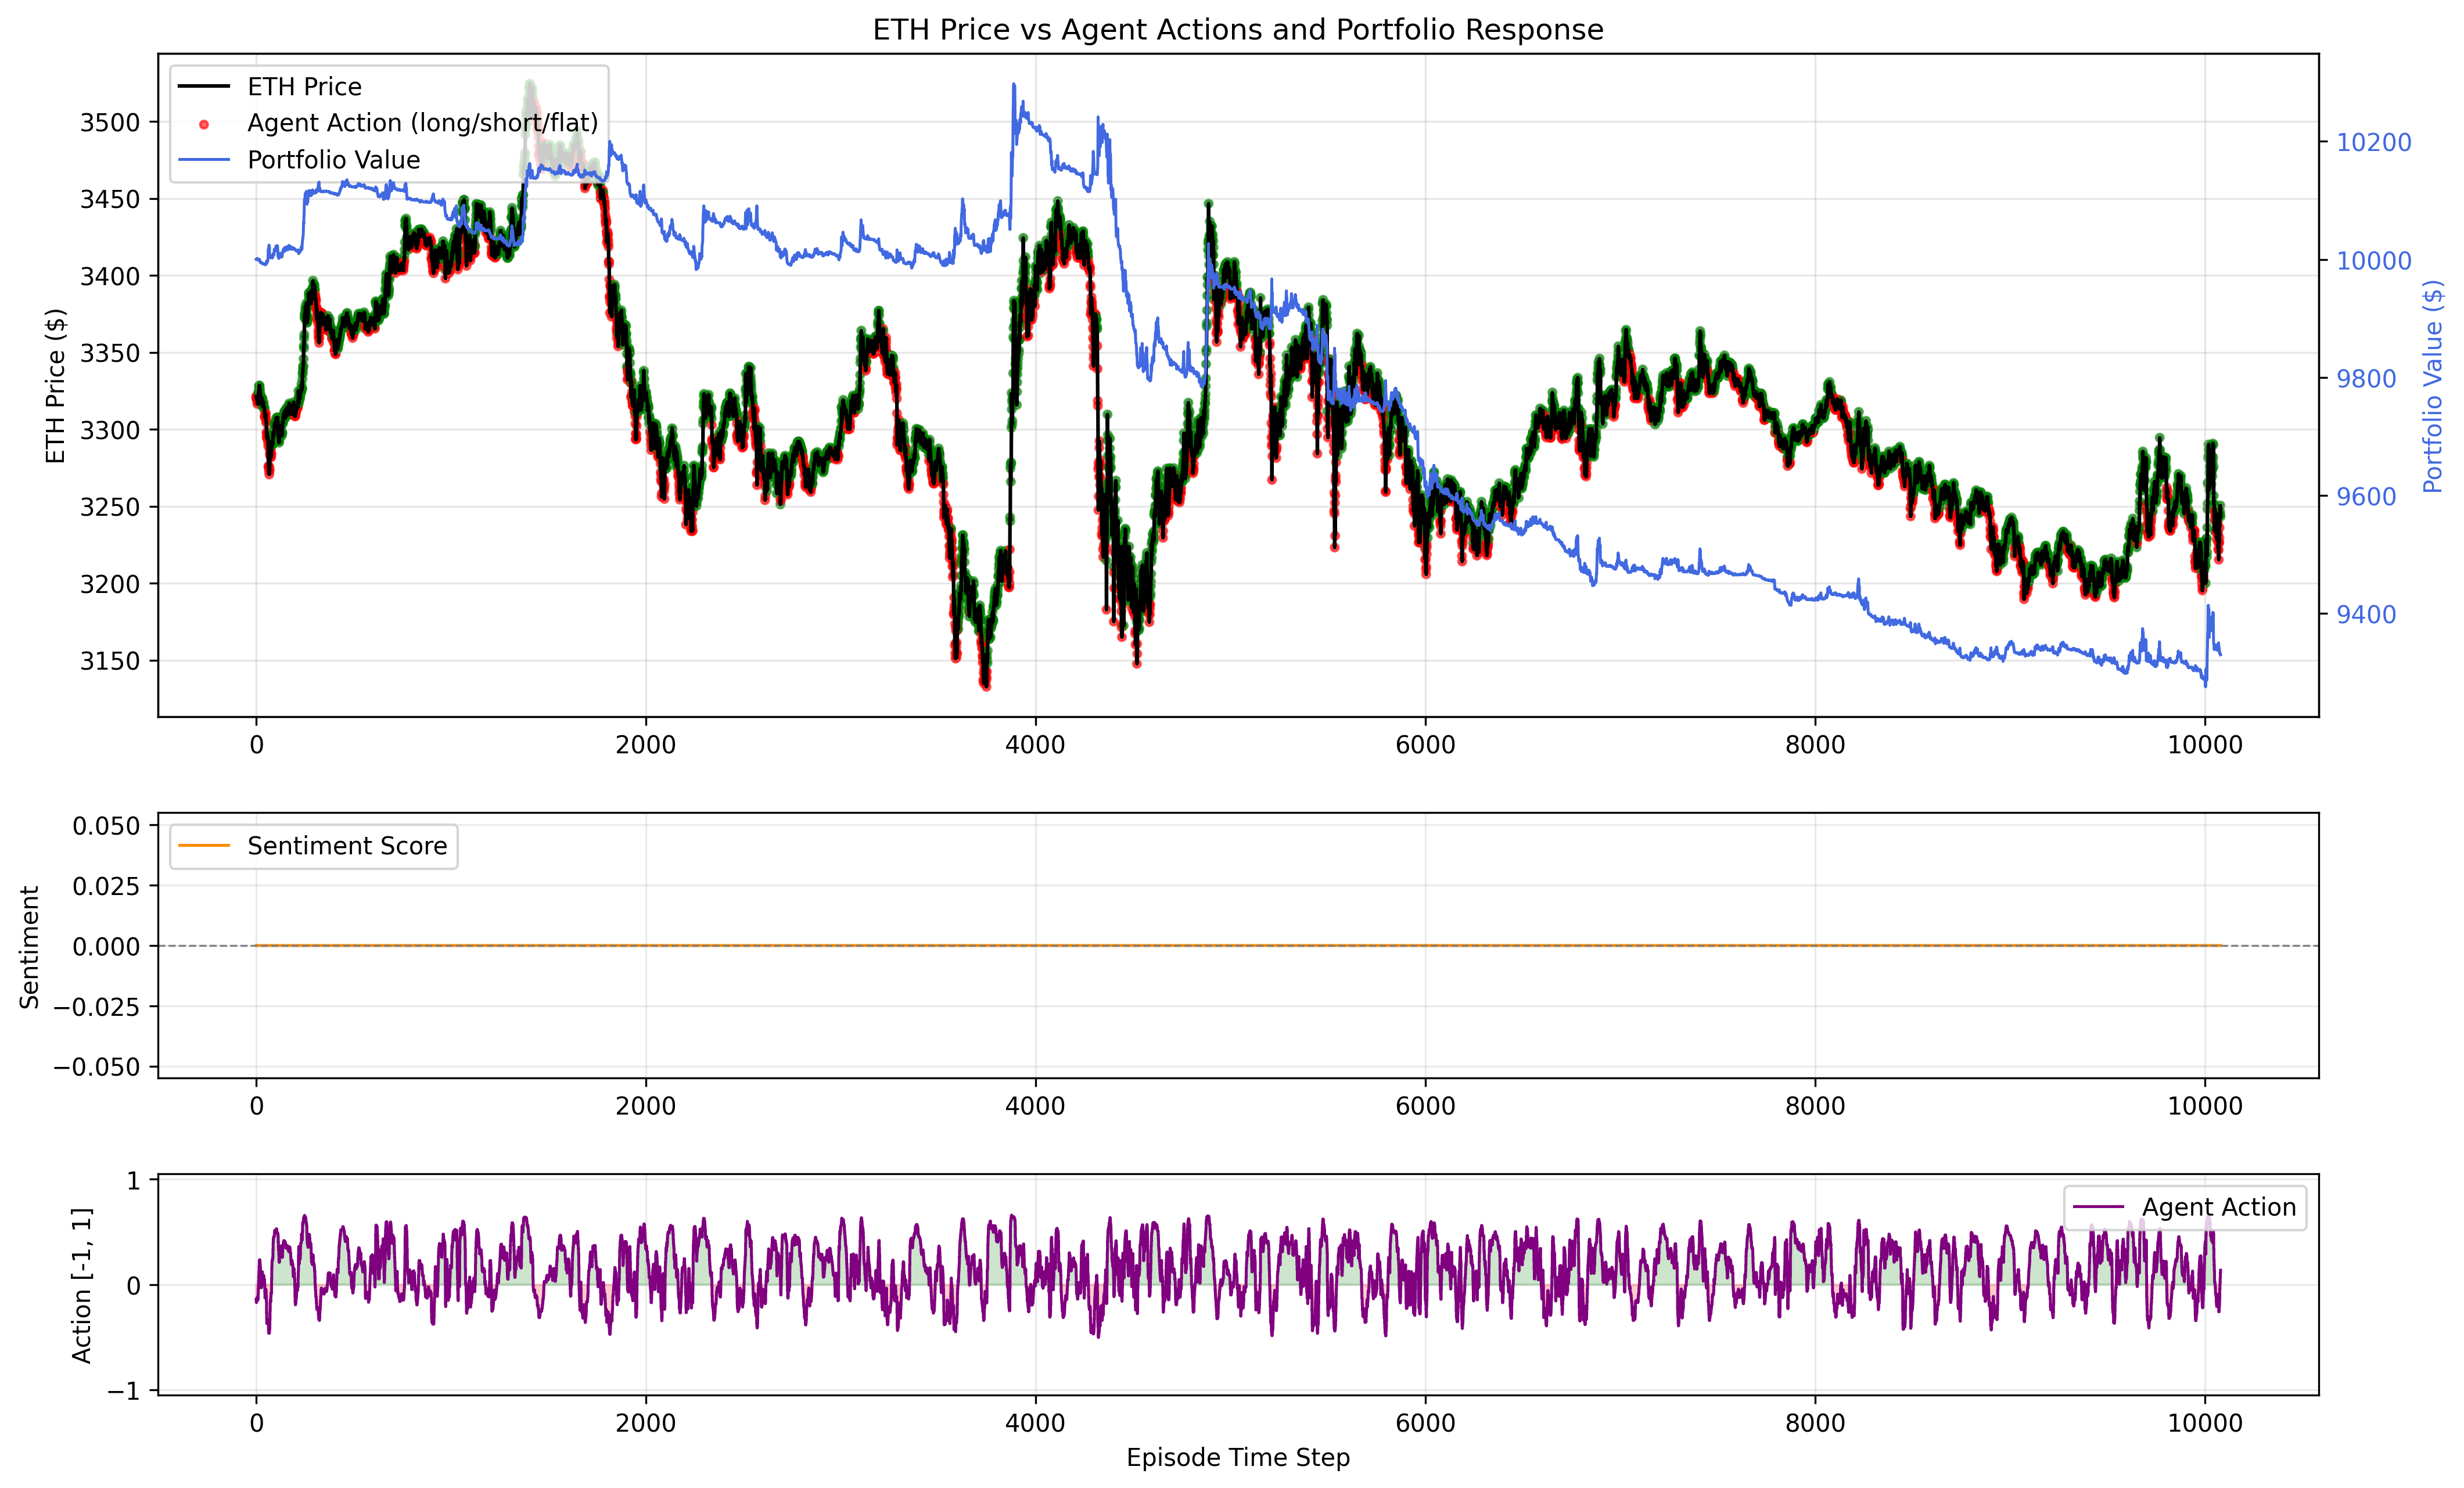 ETH Price vs Agent Actions and Portfolio Response
ETH Price
Agent Action (long/short/flat)
Portfolio Value
ETH Price ($)
3500
3450
3400
3350
3300
3250
3200
3150
10200
10000
9800
9600
9400
Portfolio Value ($)
0 2000 4000 6000 8000 10000
Sentiment Score
Sentiment
0.050
0.025
0.000
−0.025
−0.050
0 2000 4000 6000 8000 10000
Agent Action
Action [-1, 1]
1
0
−1
0 2000 4000 6000 8000 10000
Episode Time Step